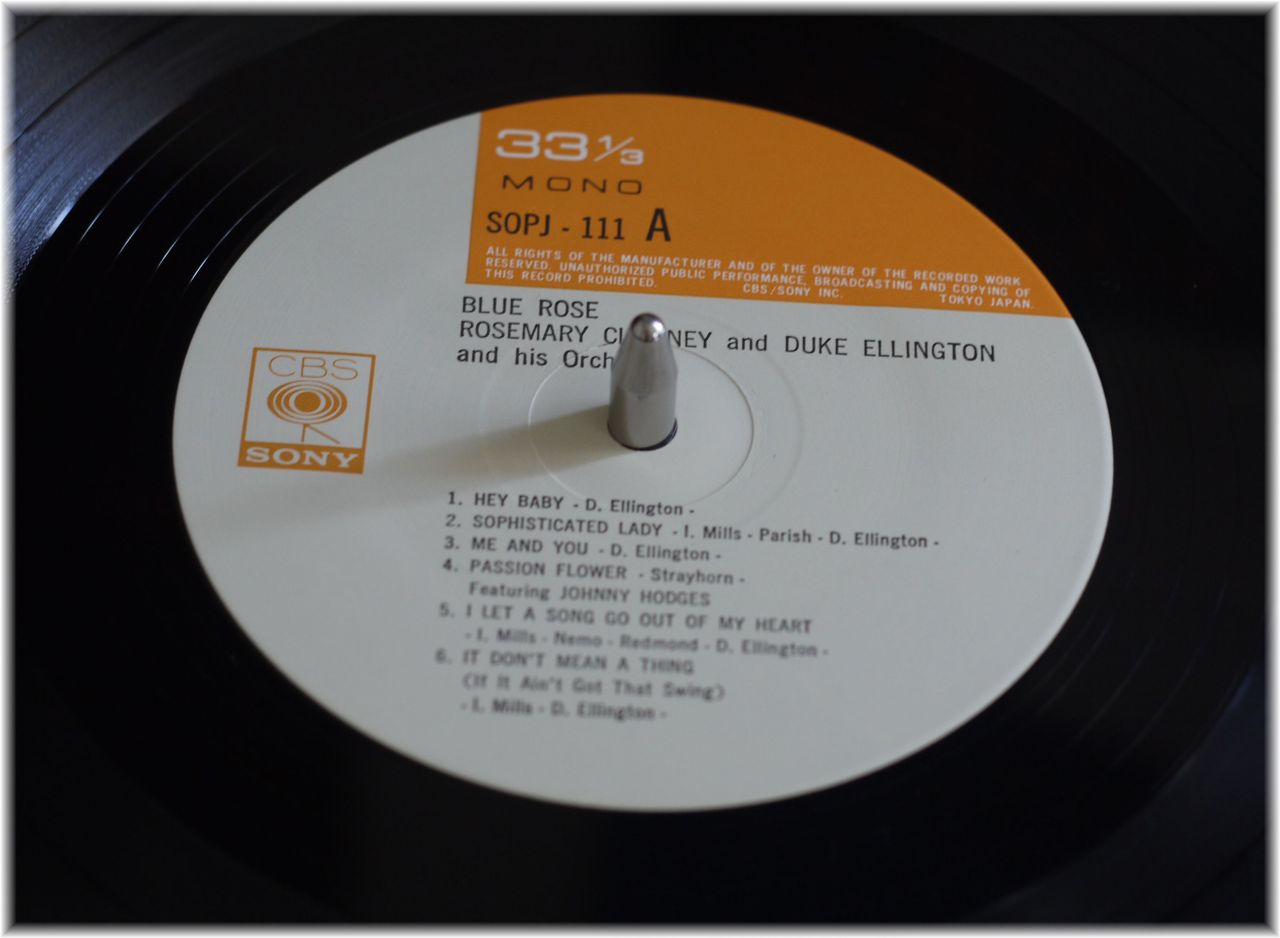 33 1/3
MONO
SOPJ - 111 A
ALL RIGHTS OF THE MANUFACTURER AND OF THE OWNER OF THE RECORDED WORK
RESERVED. UNAUTHORIZED PUBLIC PERFORMANCE, BROADCASTING AND COPYING OF
THIS RECORD PROHIBITED. CBS/SONY INC. TOKYO JAPAN.
BLUE ROSE
ROSEMARY and DUKE ELLINGTON
and his
CBS
SONY
1. HEY BABY - D. Ellington -
2. SOPHISTICATED LADY - I. Mills - Parish - D. Ellington -
3. ME AND YOU - D. Ellington -
4. PASSION FLOWER - Strayhorn -
Featuring JOHNNY HODGES
5. I LET A SONG GO OUT OF MY HEART
- I. Mills - Nemo - Redmond - D. Ellington -
6. IT DON'T MEAN A THING
(If It Ain't Got That Swing)
- I. Mills - D. Ellington -